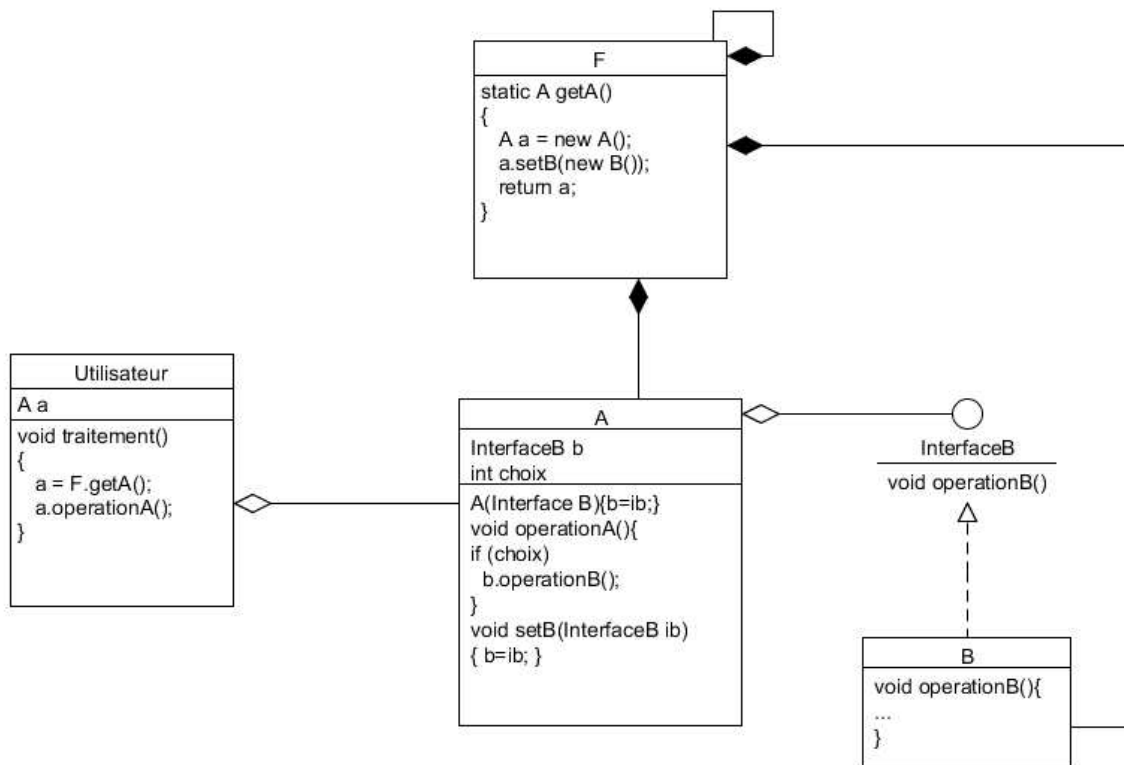 F
static A getA()
{
A a = new A();
a.setB(new B());
return a;
}
Utilisateur
A a
void traitement()
{
a = F.getA();
a.operationA();
}
A
InterfaceB b
int choix
A(Interface B){b=ib;}
void operationA(){
if (choix)
b.operationB();
}
void setB(InterfaceB ib)
{ b=ib; }
InterfaceB
void operationB()
B
void operationB(){
...
}